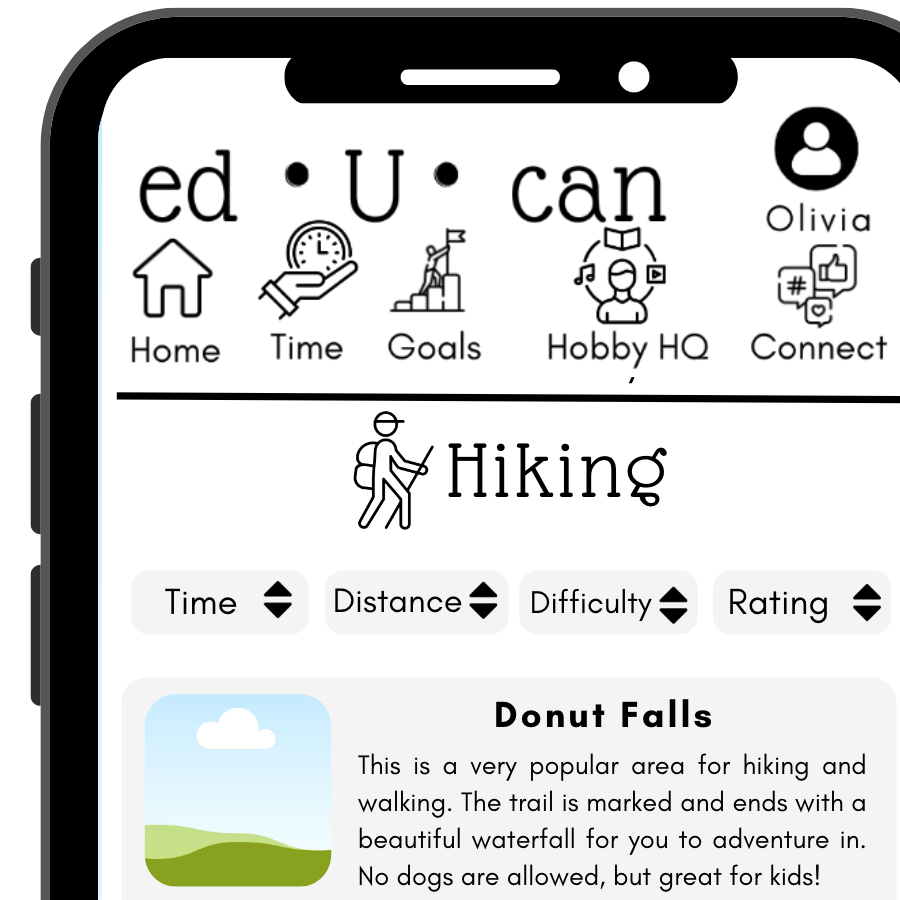 ed • U • can
Olivia
Home Time Goals Hobby HQ Connect
Hiking
Time Distance Difficulty Rating
Donut Falls
This is a very popular area for hiking and
walking. The trail is marked and ends with a
beautiful waterfall for you to adventure in.
No dogs are allowed, but great for kids!